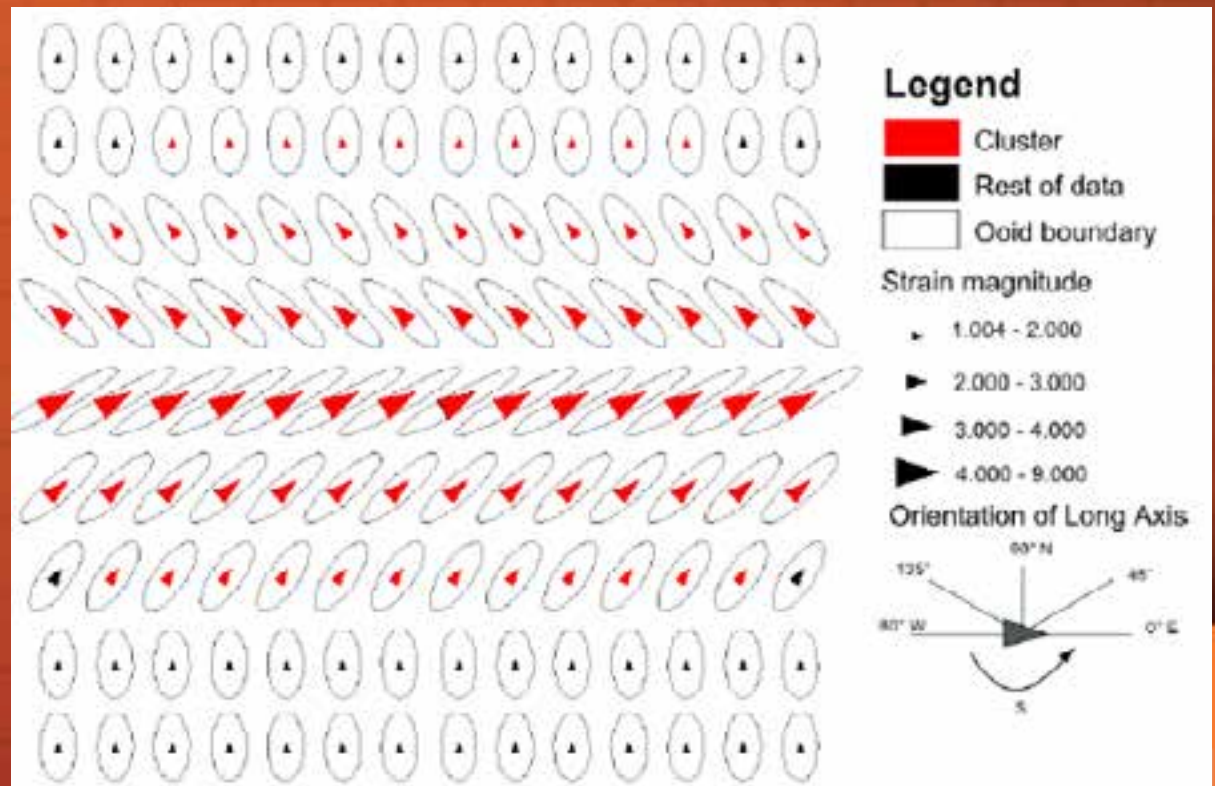 Legend
Cluster
Rest of data
Ooid boundary
Strain magnitude
1.004 - 2.000
2.000 - 3.000
3.000 - 4.000
4.000 - 9.000
Orientation of Long Axis
N
135°
45°
W
0° E
S